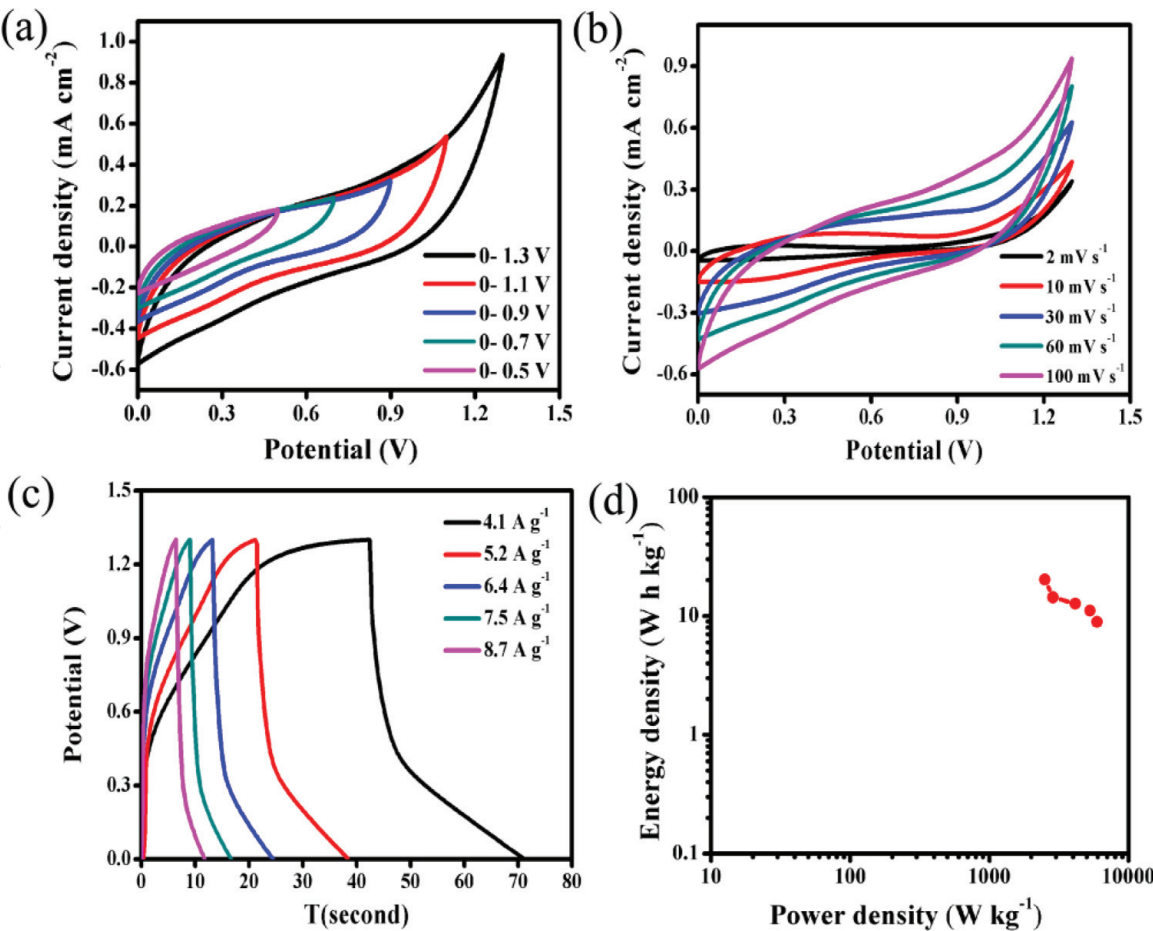 (a)
Current density (mA cm⁻²)
1.0
0.8
0.6
0.4
0.2
0.0
-0.2
-0.4
-0.6
0- 1.3 V
0- 1.1 V
0- 0.9 V
0- 0.7 V
0- 0.5 V
0.0 0.3 0.6 0.9 1.2 1.5
Potential (V)
(b)
Current density (mA cm⁻²)
0.9
0.6
0.3
0.0
-0.3
-0.6
2 mV s⁻¹
10 mV s⁻¹
30 mV s⁻¹
60 mV s⁻¹
100 mV s⁻¹
0.0 0.3 0.6 0.9 1.2 1.5
Potential (V)
(c)
Potential (V)
1.5
1.2
0.9
0.6
0.3
0.0
4.1 A g⁻¹
5.2 A g⁻¹
6.4 A g⁻¹
7.5 A g⁻¹
8.7 A g⁻¹
0 10 20 30 40 50 60 70 80
T(second)
(d)
Energy density (W h kg⁻¹)
100
10
1
0.1
10 100 1000 10000
Power density (W kg⁻¹)